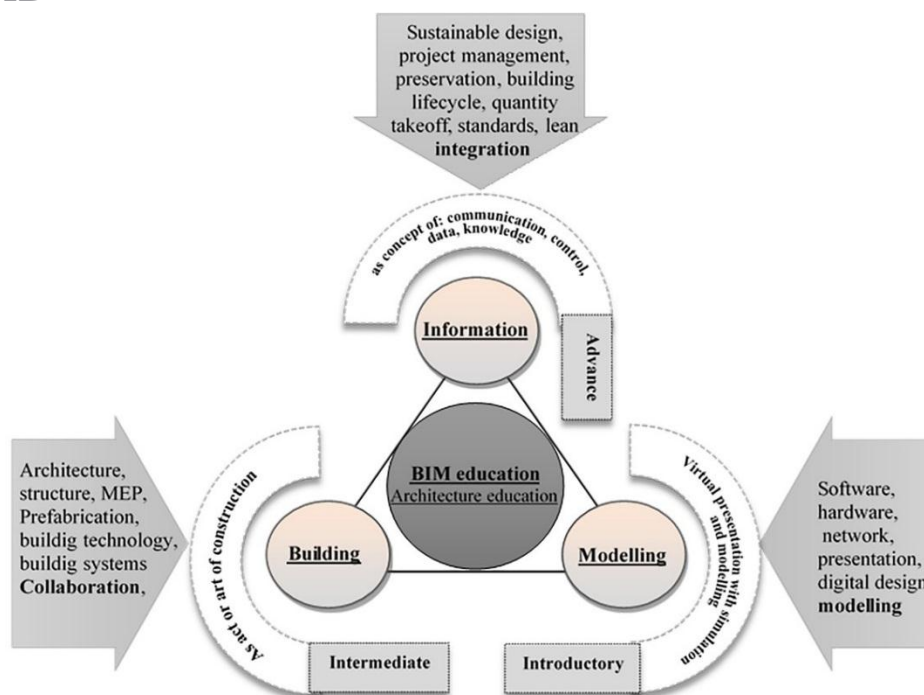 Sustainable design,
project management,
preservation, building
lifecycle, quantity
takeoff, standards, lean
integration
as concept of: communication, control,
data, knowledge
Information
Advance
BIM education
Architecture education
Architecture,
structure, MEP,
Prefabrication,
buildig technology,
buildig systems
Collaboration,
As act or art of construction
Building
Intermediate
Modelling
Introductory
Virtual presentation with simulation
and modelling
Software,
hardware,
network,
presentation,
digital design
modelling